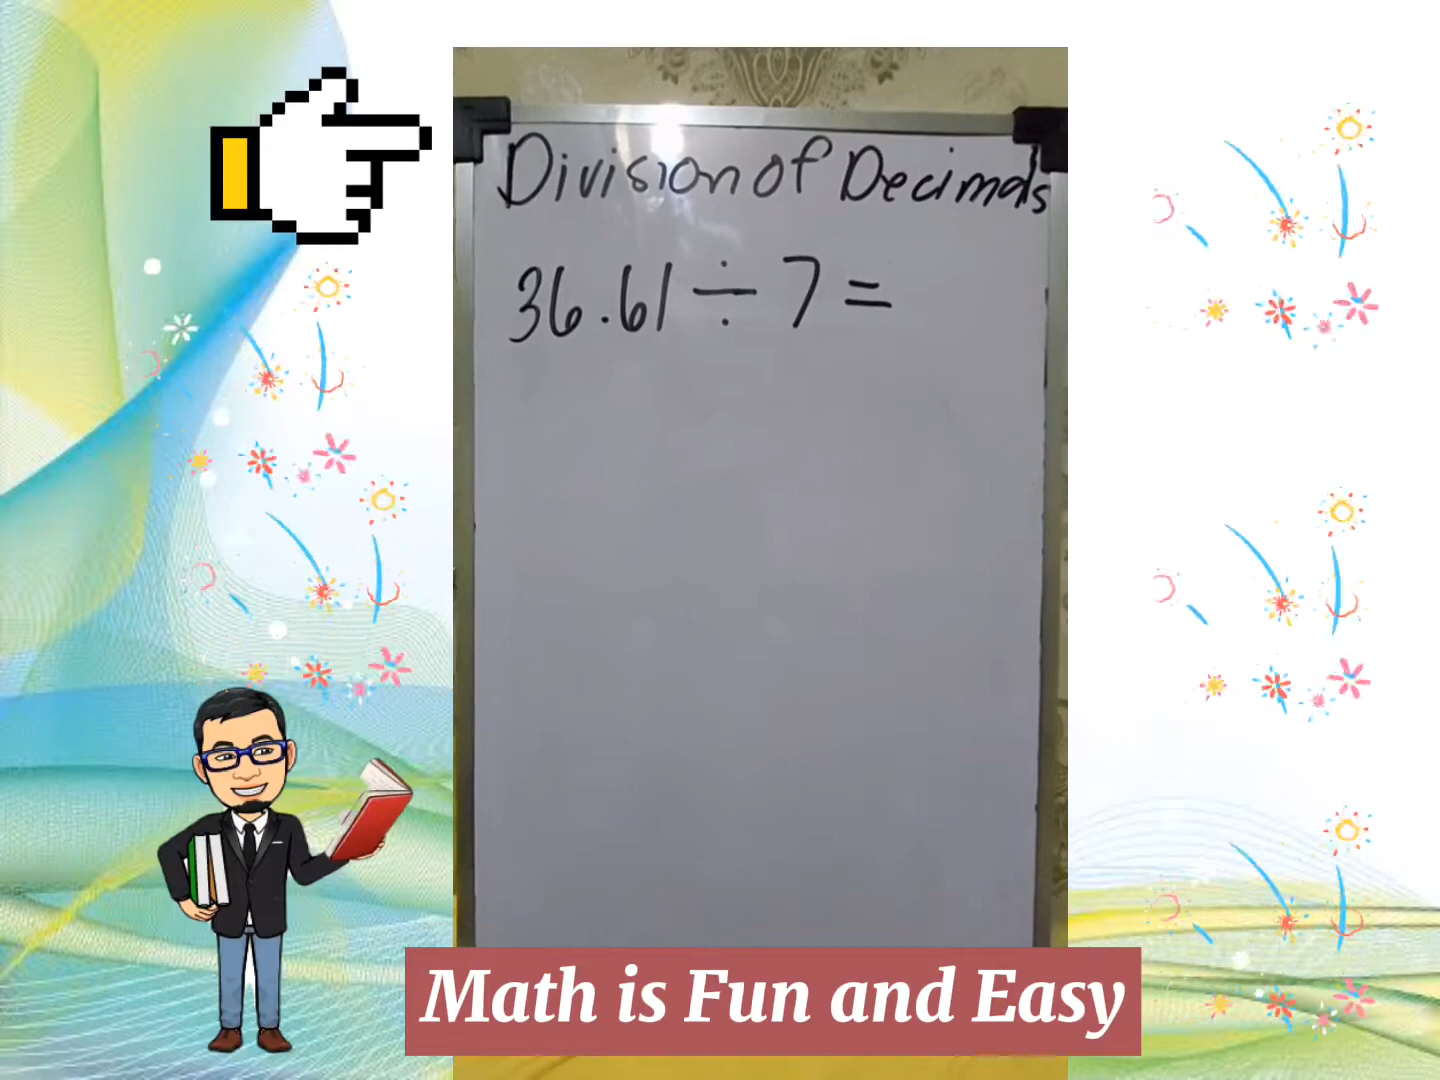 Division of Decimals
36.61 ÷ 7 =
Math is Fun and Easy